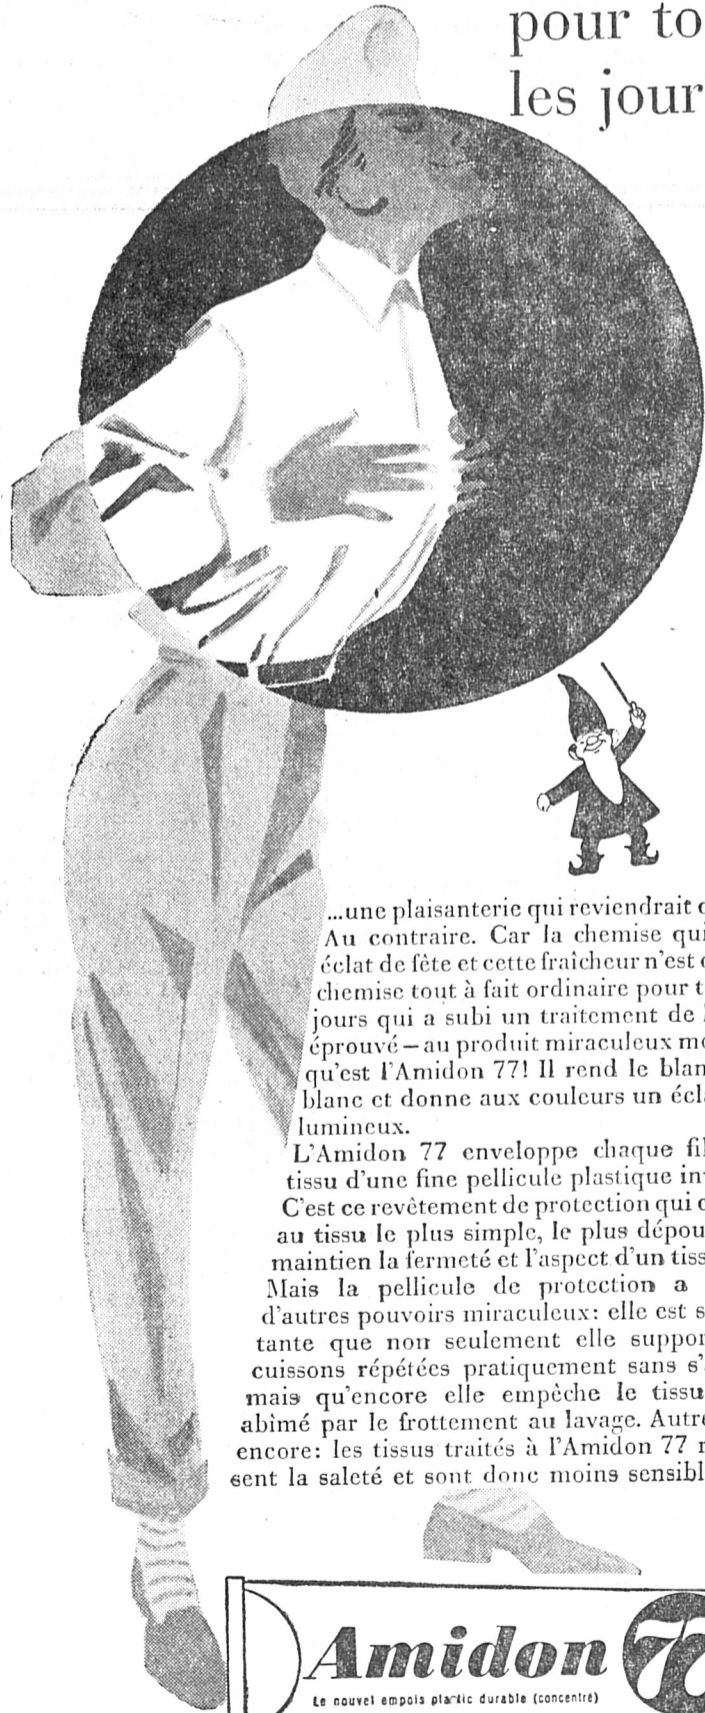 pour to
les jour
...une plaisanterie qui reviendrait
Au contraire. Car la chemise qui
éclat de fête et cette fraîcheur n'est
chemise tout à fait ordinaire pour t
jours qui a subi un traitement de
éprouvé — au produit miraculeux mo
qu'est l'Amidon 77! Il rend le blan
blanc et donne aux couleurs un écla
lumineux.
L'Amidon 77 enveloppe chaque fil
tissu d'une fine pellicule plastique inv
C'est ce revêtement de protection qui
au tissu le plus simple, le plus dépou
maintien la fermeté et l'aspect d'un tiss
Mais la pellicule de protection a
d'autres pouvoirs miraculeux: elle est s
tante que non seulement elle suppor
cuissons répétées pratiquement sans s'
mais qu'encore elle empêche le tissu
abîmé par le frottement au lavage. Autre
encore: les tissus traités à l'Amidon 77 r
sent la saleté et sont donc moins sensibl
Amidon 77
Le nouvel empois plastic durable (concentré)